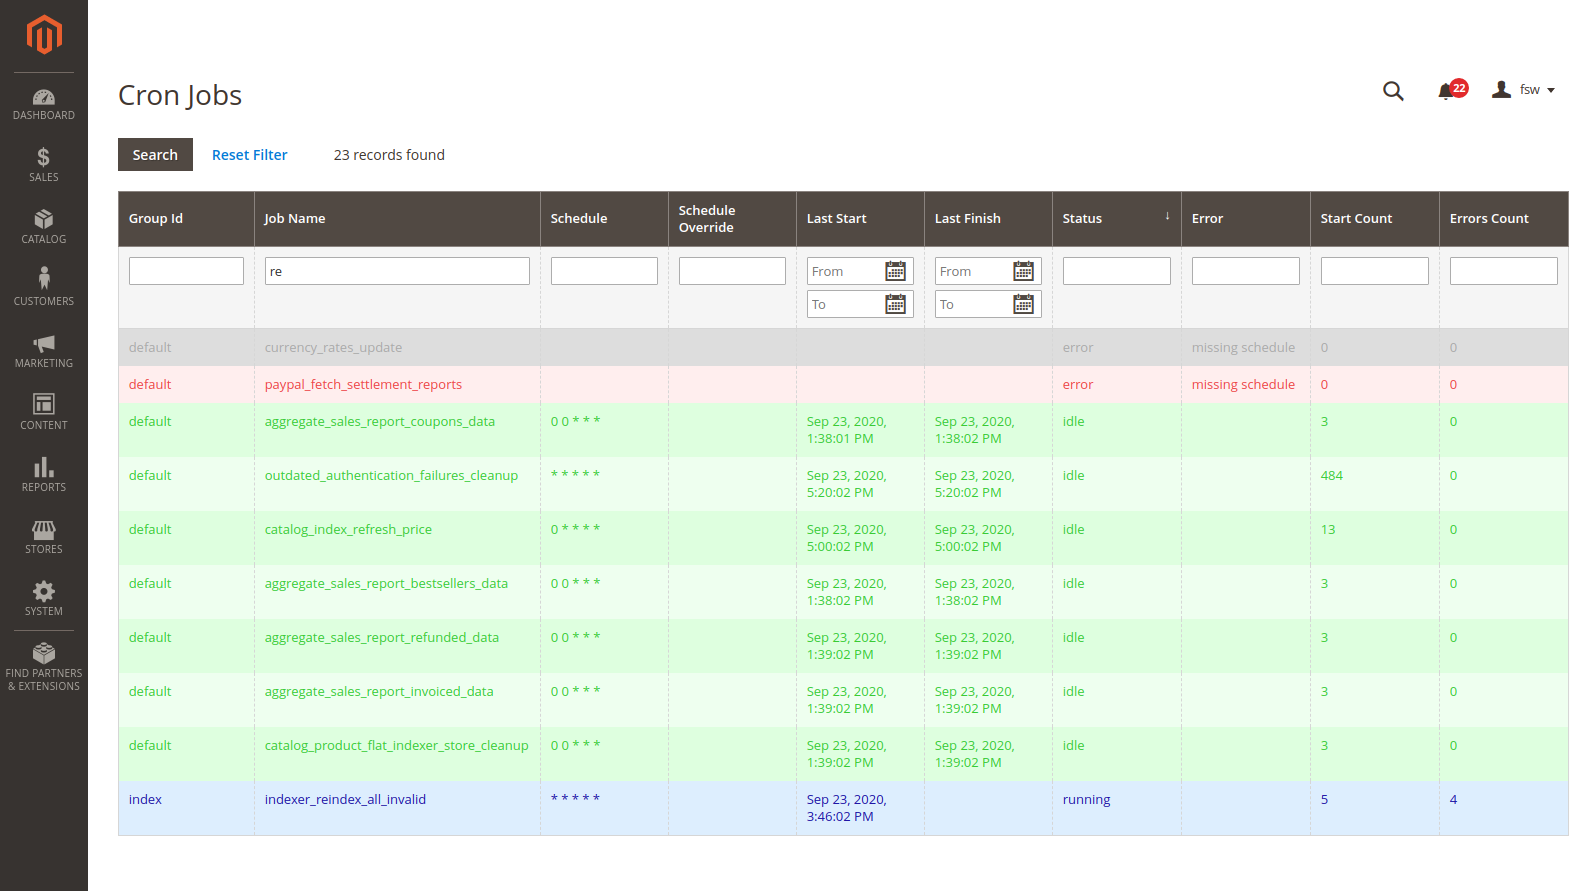 DASHBOARD
SALES
CATALOG
CUSTOMERS
MARKETING
CONTENT
REPORTS
STORES
SYSTEM
FIND PARTNERS
& EXTENSIONS
Cron Jobs
22
fsw
Search Reset Filter 23 records found
Group Id Job Name Schedule Schedule Override Last Start Last Finish Status ↓ Error Start Count Errors Count
re From From
To To
default currency_rates_update error missing schedule 0 0
default paypal_fetch_settlement_reports error missing schedule 0 0
default aggregate_sales_report_coupons_data 0 0 * * * Sep 23, 2020, Sep 23, 2020, idle 3 0
1:38:01 PM 1:38:02 PM
default outdated_authentication_failures_cleanup * * * * * Sep 23, 2020, Sep 23, 2020, idle 484 0
5:20:02 PM 5:20:02 PM
default catalog_index_refresh_price 0 * * * * Sep 23, 2020, Sep 23, 2020, idle 13 0
5:00:02 PM 5:00:02 PM
default aggregate_sales_report_bestsellers_data 0 0 * * * Sep 23, 2020, Sep 23, 2020, idle 3 0
1:38:02 PM 1:38:02 PM
default aggregate_sales_report_refunded_data 0 0 * * * Sep 23, 2020, Sep 23, 2020, idle 3 0
1:39:02 PM 1:39:02 PM
default aggregate_sales_report_invoiced_data 0 0 * * * Sep 23, 2020, Sep 23, 2020, idle 3 0
1:39:02 PM 1:39:02 PM
default catalog_product_flat_indexer_store_cleanup 0 0 * * * Sep 23, 2020, Sep 23, 2020, idle 3 0
1:39:02 PM 1:39:02 PM
index indexer_reindex_all_invalid * * * * * Sep 23, 2020, running 5 4
3:46:02 PM